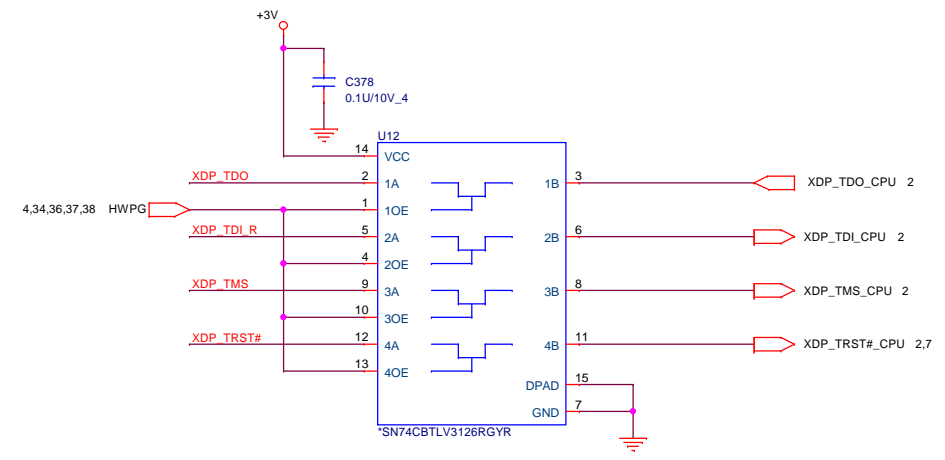 +3V
C378
0.1U/10V_4
U12
14 VCC
XDP_TDO 2 1A 1B 3 XDP_TDO_CPU 2
4,34,36,37,38 HWPG 1 1OE
XDP_TDI_R 5 2A 2B 6 XDP_TDI_CPU 2
4 2OE
XDP_TMS 9 3A 3B 8 XDP_TMS_CPU 2
10 3OE
XDP_TRST# 12 4A 4B 11 XDP_TRST#_CPU 2,7
13 4OE
DPAD 15
GND 7
*SN74CBTLV3126RGYR